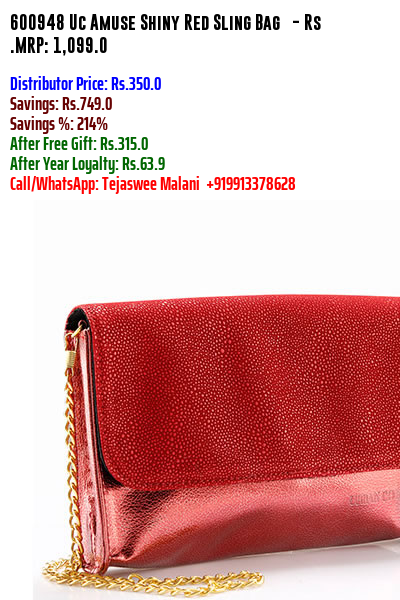 600948 Uc Amuse Shiny Red Sling Bag - Rs
.MRP: 1,099.0
Distributor Price: Rs.350.0
Savings: Rs.749.0
Savings %: 214%
After Free Gift: Rs.315.0
After Year Loyalty: Rs.63.9
Call/WhatsApp: Tejaswee Malani +919913378628